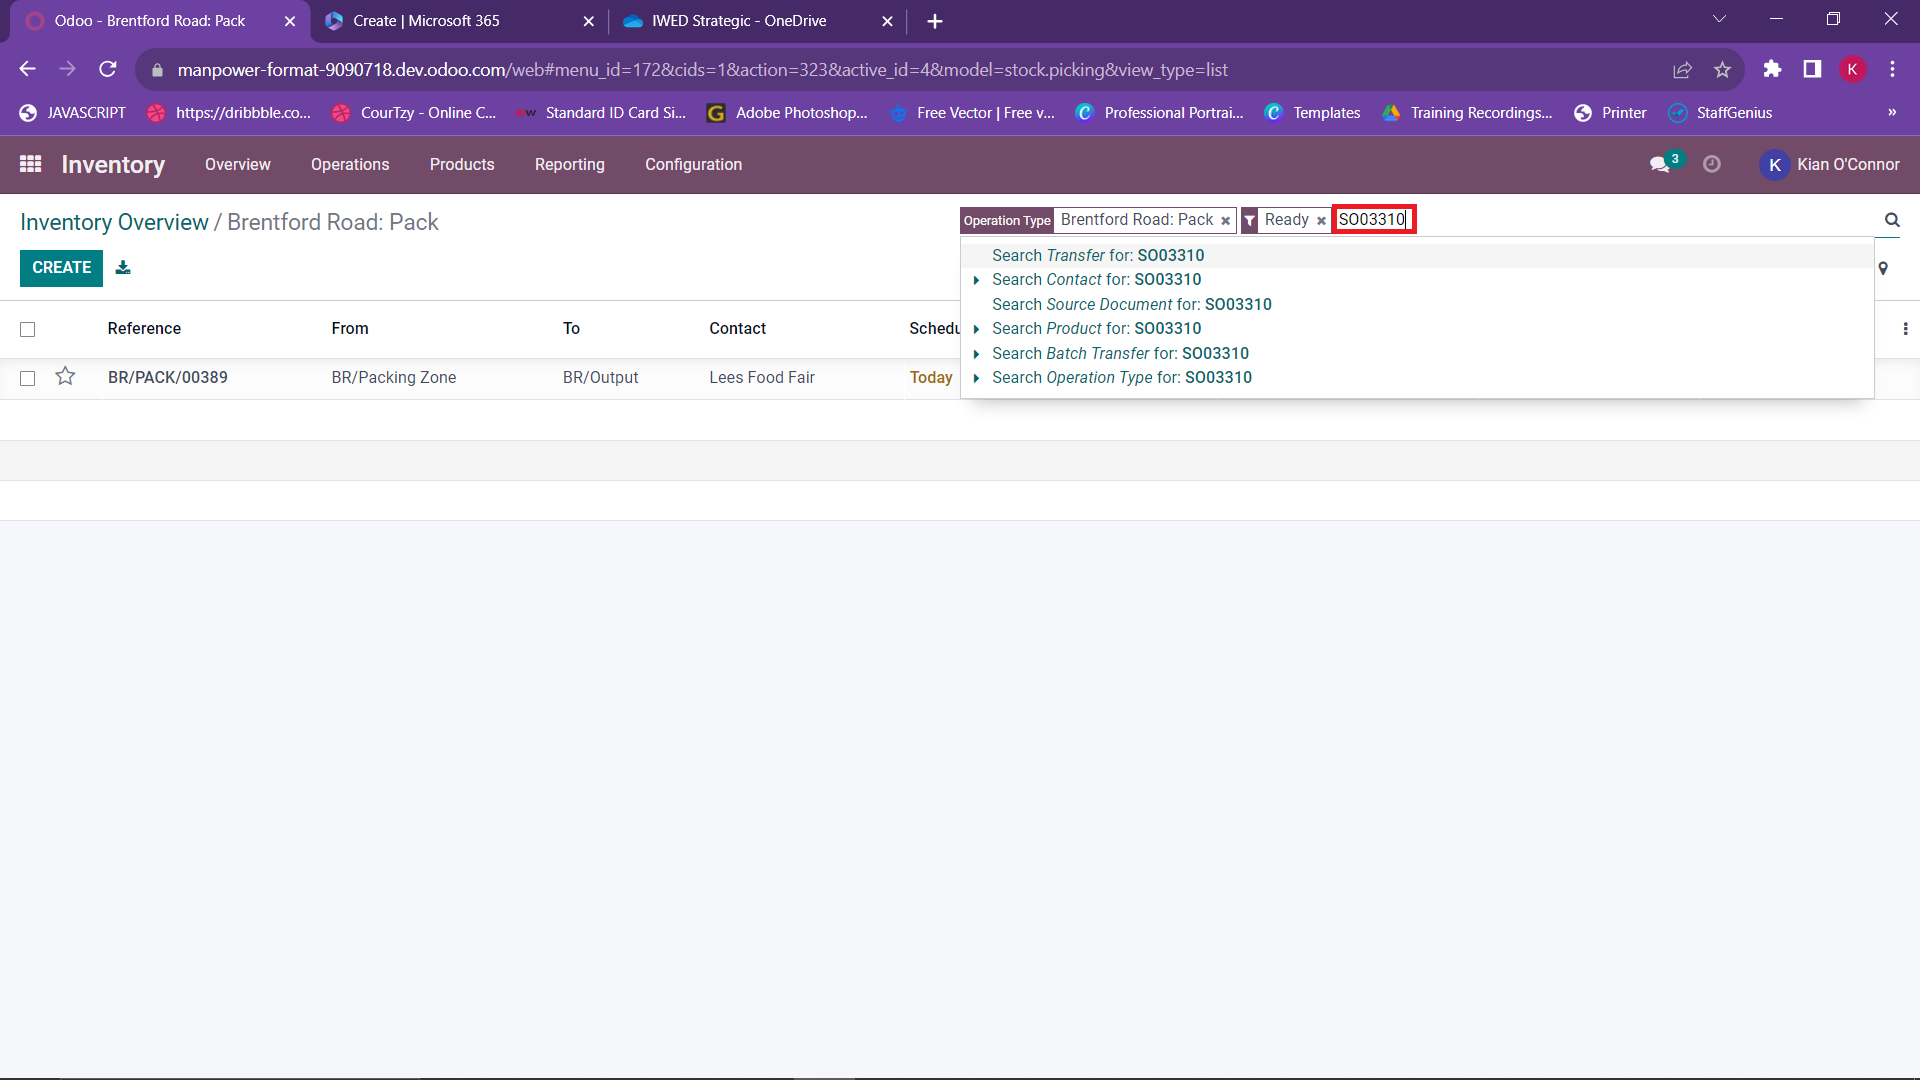 Odoo - Brentford Road: Pack
Create | Microsoft 365
IWED Strategic - OneDrive
manpower-format-9090718.dev.odoo.com/web#menu_id=172&cids=1&action=323&active_id=4&model=stock.picking&view_type=list
K
JAVASCRIPT
https://dribbble.co...
CourTzy - Online C...
Standard ID Card Si...
Adobe Photoshop...
Free Vector | Free v...
Professional Portrai...
Templates
Training Recordings...
Printer
StaffGenius
»
Inventory
Overview
Operations
Products
Reporting
Configuration
3
K
Kian O'Connor
Inventory Overview / Brentford Road: Pack
Operation Type
Brentford Road: Pack
Ready
SO03310
CREATE
Search Transfer for: SO03310
Search Contact for: SO03310
Search Source Document for: SO03310
Search Product for: SO03310
Search Batch Transfer for: SO03310
Search Operation Type for: SO03310
Reference
From
To
Contact
Schedu
BR/PACK/00389
BR/Packing Zone
BR/Output
Lees Food Fair
Today